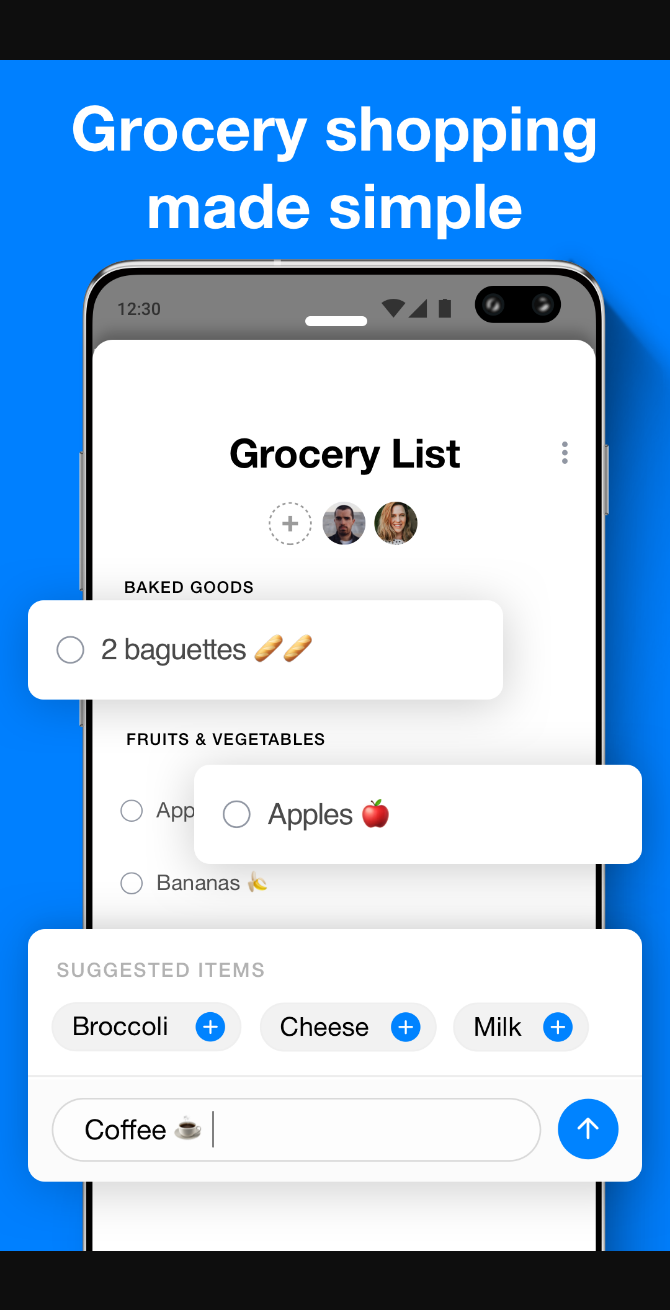 Grocery shopping
made simple
12:30
Grocery List
BAKED GOODS
2 baguettes 🥖🥖
FRUITS & VEGETABLES
App
Apples 🍎
Bananas 🍌
SUGGESTED ITEMS
Broccoli Cheese Milk
Coffee ☕